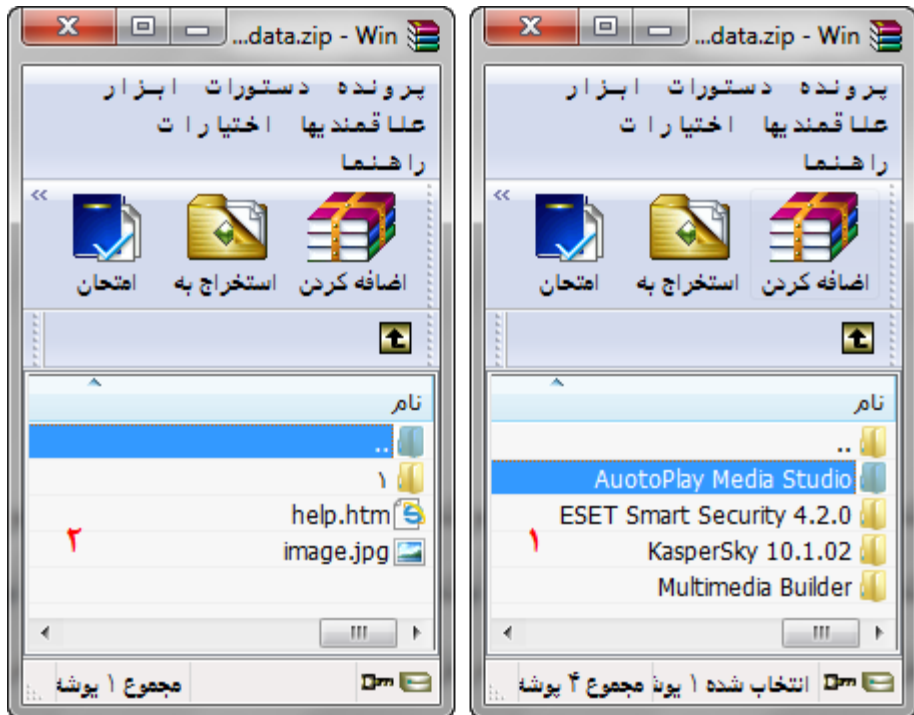 ...data.zip - Win
پرونده دستورات ابزار
علاقمندیها اختیارات
راهنما
اضافه کردن استخراج به امتحان
نام
..
AuotoPlay Media Studio
ESET Smart Security 4.2.0
KasperSky 10.1.02
Multimedia Builder
۱
انتخاب شده ۱ پوش مجموع ۴ پوشه
...data.zip - Win
پرونده دستورات ابزار
علاقمندیها اختیارات
راهنما
اضافه کردن استخراج به امتحان
نام
..
۱
help.htm
image.jpg
۲
مجموع ۱ پوشه